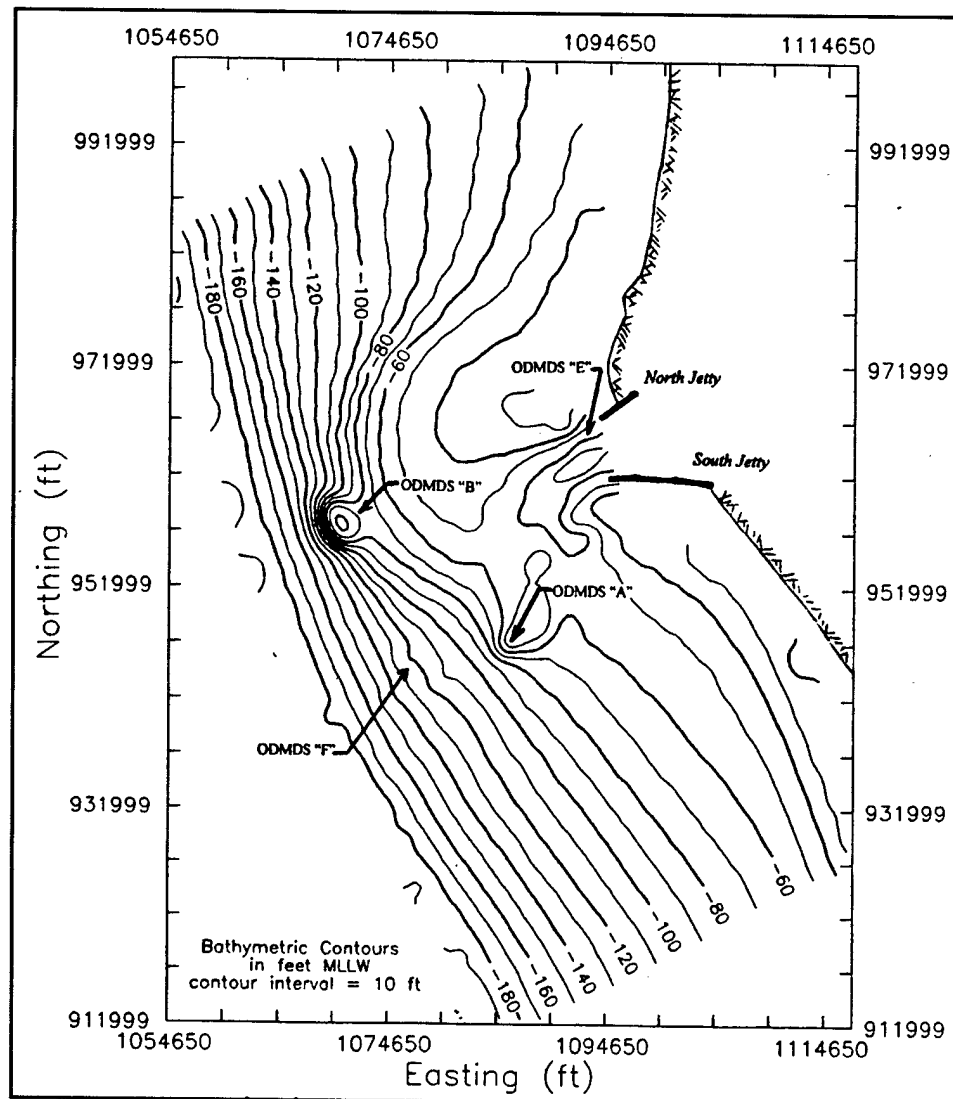 1054650 1074650 1094650 1114650
991999 991999
-180
-160
-140
-120
-100
-80
-60
971999 971999
ODMDS "E"
North Jetty
South Jetty
ODMDS "B"
951999 951999
ODMDS "A"
ODMDS "F"
931999 931999
-60
-80
-100
-120
-140
-160
-180
Bathymetric Contours
in feet MLLW
contour interval = 10 ft
911999 911999
1054650 1074650 1094650 1114650
Easting (ft)
Northing (ft)